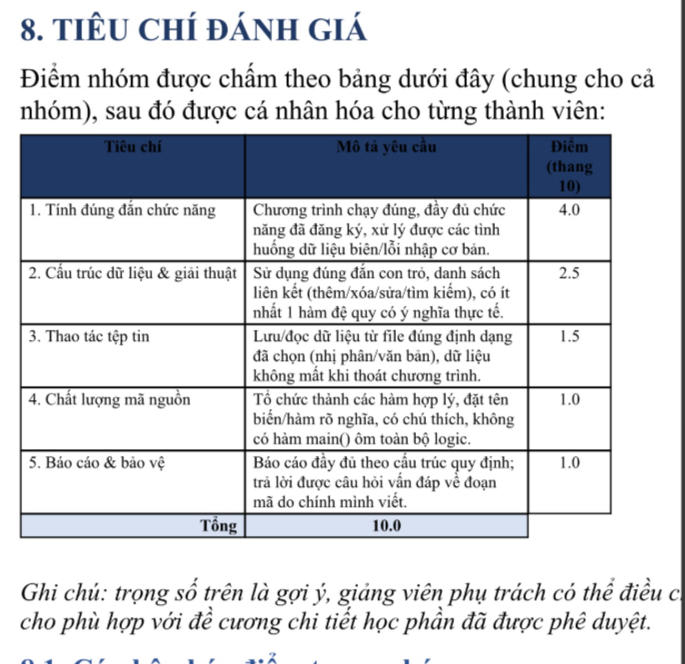 8. TIÊU CHÍ ĐÁNH GIÁ
Điểm nhóm được chấm theo bảng dưới đây (chung cho cả
nhóm), sau đó được cá nhân hóa cho từng thành viên:
Tiêu chí
Mô tả yêu cầu
Điểm
(thang
10)
1. Tính đúng đắn chức năng
Chương trình chạy đúng, đầy đủ chức
năng đã đăng ký, xử lý được các tình
huống dữ liệu biên/lỗi nhập cơ bản.
4.0
2. Cấu trúc dữ liệu & giải thuật
Sử dụng đúng đắn con trỏ, danh sách
liên kết (thêm/xóa/sửa/tìm kiếm), có ít
nhất 1 hàm đệ quy có ý nghĩa thực tế.
2.5
3. Thao tác tệp tin
Lưu/đọc dữ liệu từ file đúng định dạng
đã chọn (nhị phân/văn bản), dữ liệu
không mất khi thoát chương trình.
1.5
4. Chất lượng mã nguồn
Tổ chức thành các hàm hợp lý, đặt tên
biến/hàm rõ nghĩa, có chú thích, không
có hàm main() ôm toàn bộ logic.
1.0
5. Báo cáo & bảo vệ
Báo cáo đầy đủ theo cấu trúc quy định;
trả lời được câu hỏi vấn đáp về đoạn
mã do chính mình viết.
1.0
Tổng
10.0
Ghi chú: trọng số trên là gợi ý, giảng viên phụ trách có thể điều
cho phù hợp với đề cương chi tiết học phần đã được phê duyệt.